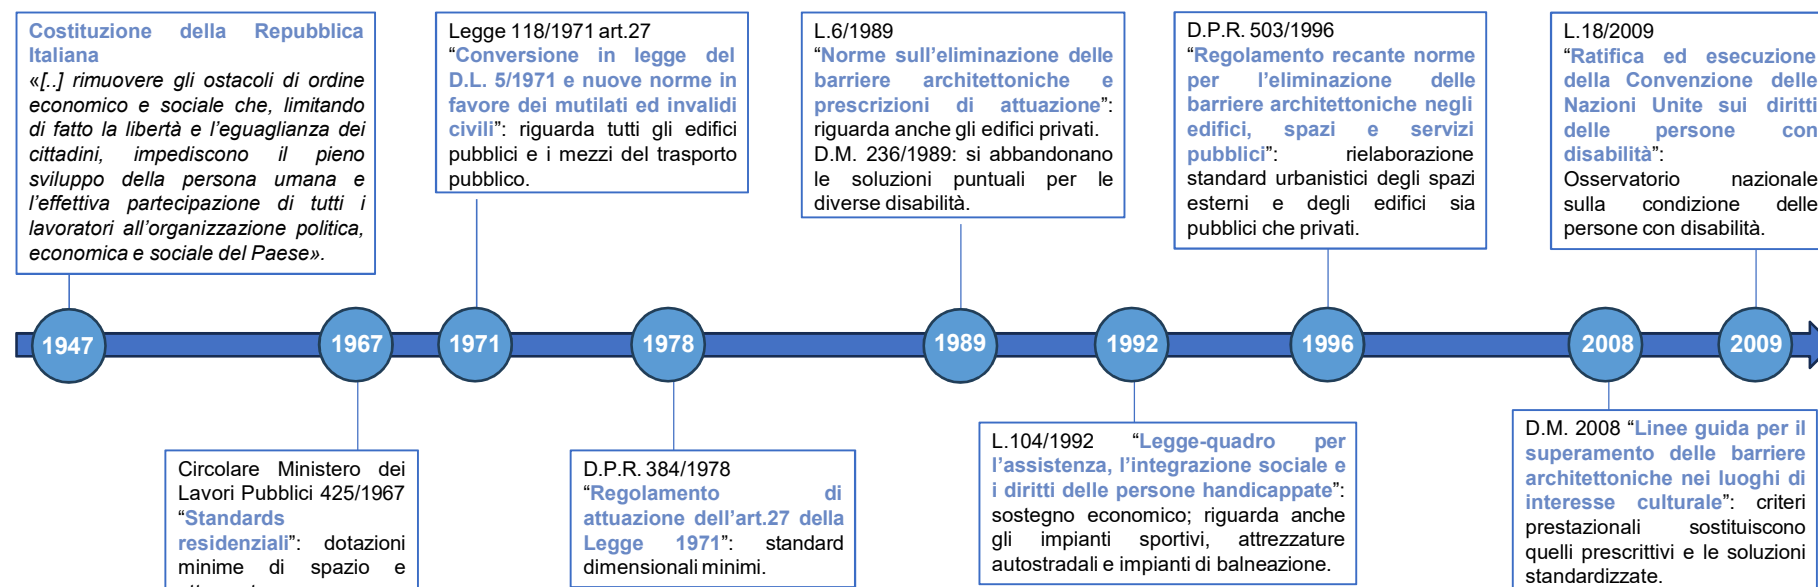 Costituzione della Repubblica
Italiana
«[..] rimuovere gli ostacoli di ordine
economico e sociale che, limitando
di fatto la libertà e l'eguaglianza dei
cittadini, impediscono il pieno
sviluppo della persona umana e
l'effettiva partecipazione di tutti i
lavoratori all'organizzazione politica,
economica e sociale del Paese».
Legge 118/1971 art.27
“Conversione in legge del
D.L. 5/1971 e nuove norme in
favore dei mutilati ed invalidi
civili”: riguarda tutti gli edifici
pubblici e i mezzi del trasporto
pubblico.
L.6/1989
“Norme sull’eliminazione delle
barriere architettoniche e
prescrizioni di attuazione”:
riguarda anche gli edifici privati.
D.M. 236/1989: si abbandonano
le soluzioni puntuali per le
diverse disabilità.
D.P.R. 503/1996
“Regolamento recante norme
per l’eliminazione delle
barriere architettoniche negli
edifici, spazi e servizi
pubblici”: rielaborazione
standard urbanistici degli spazi
esterni e degli edifici sia
pubblici che privati.
L.18/2009
“Ratifica ed esecuzione
della Convenzione delle
Nazioni Unite sui diritti
delle persone con
disabilità”:
Osservatorio nazionale
sulla condizione delle
persone con disabilità.
1947
1967
1971
1978
1989
1992
1996
2008
2009
Circolare Ministero dei
Lavori Pubblici 425/1967
“Standards
residenziali”: dotazioni
minime di spazio e
D.P.R. 384/1978
“Regolamento di
attuazione dell’art.27 della
Legge 1971”: standard
dimensionali minimi.
L.104/1992 “Legge-quadro per
l’assistenza, l’integrazione sociale e
i diritti delle persone handicappate”:
sostegno economico; riguarda anche
gli impianti sportivi, attrezzature
autostradali e impianti di balneazione.
D.M. 2008 “Linee guida per il
superamento delle barriere
architettoniche nei luoghi di
interesse culturale”: criteri
prestazionali sostituiscono
quelli prescrittivi e le soluzioni
standardizzate.